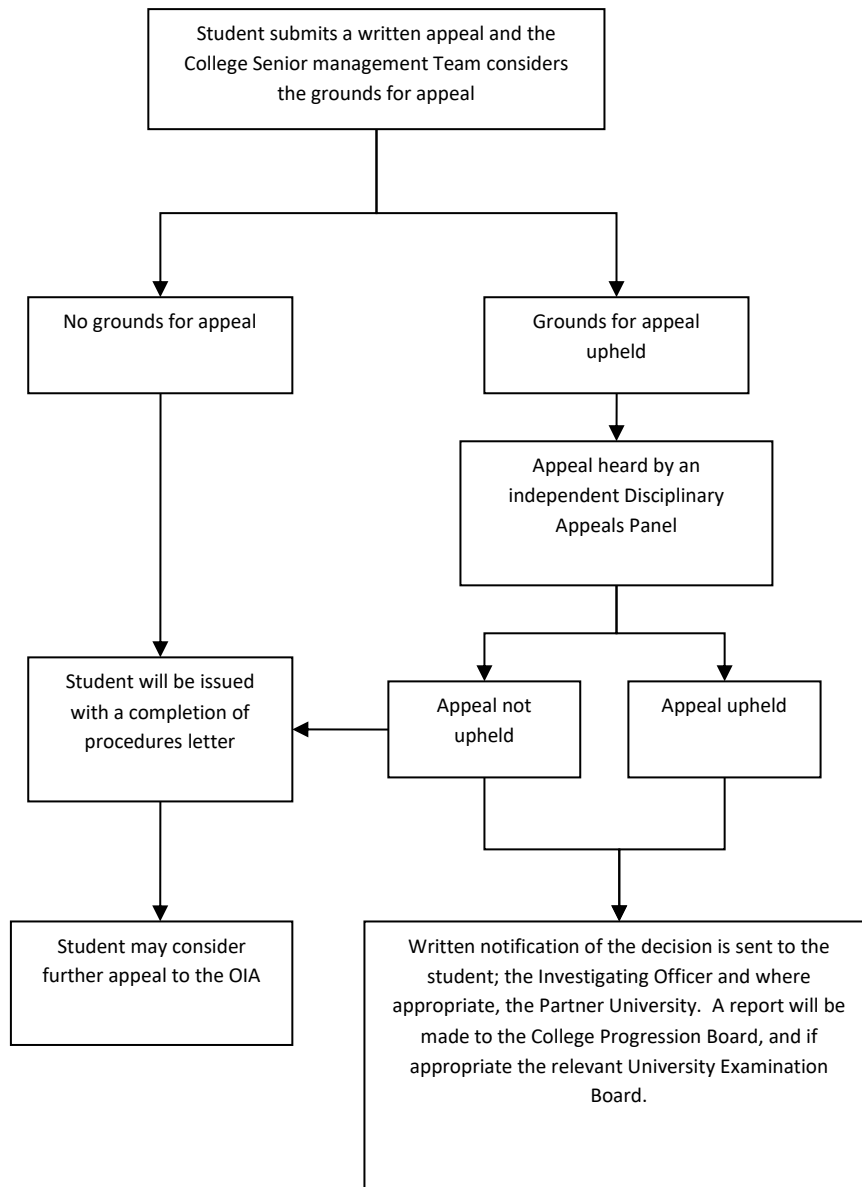 Student submits a written appeal and the
College Senior management Team considers
the grounds for appeal
No grounds for appeal
Grounds for appeal
upheld
Appeal heard by an
independent Disciplinary
Appeals Panel
Student will be issued
with a completion of
procedures letter
Appeal not
upheld
Appeal upheld
Student may consider
further appeal to the OIA
Written notification of the decision is sent to the
student; the Investigating Officer and where
appropriate, the Partner University.  A report will be
made to the College Progression Board, and if
appropriate the relevant University Examination
Board.